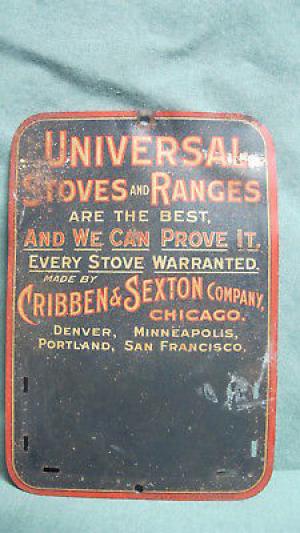 UNIVERSAL
STOVES AND RANGES
ARE THE BEST,
AND WE CAN PROVE IT.
EVERY STOVE WARRANTED.
MADE BY
CRIBBEN & SEXTON COMPANY,
CHICAGO.
DENVER, MINNEAPOLIS,
PORTLAND, SAN FRANCISCO.